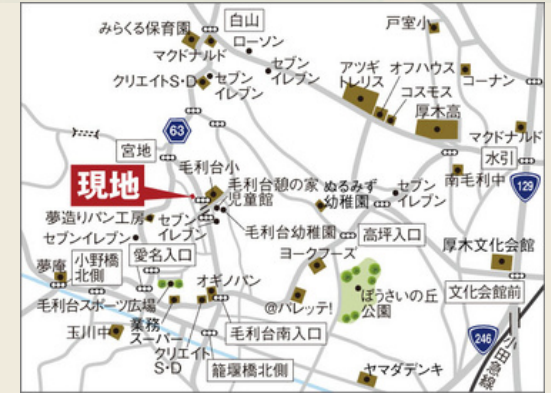 白山
戸室小
みらくる保育園
ローソン
マクドナルド
セブン
イレブン
アツギ
トレリス
オフハウス
クリエイトS・D
セブン
イレブン
コスモス
コーナン
厚木高
63
マクドナルド
宮地
水引
毛利台小
129
現地
毛利台憩の家
児童館
ぬるみず
幼稚園
セブン
イレブン
南毛利中
夢造りパン工房
セブン
イレブン
毛利台幼稚園
高坪入口
セブンイレブン
厚木文化会館
愛名入口
ヨークフーズ
小野橋
北側
夢庵
オギノパン
ぼうさいの丘
公園
文化会館前
毛利台スポーツ広場
@パレッテ!
業務
スーパー
毛利台南入口
玉川中
246
小田急線
クリエイト
S・D
籠堰橋北側
ヤマダデンキ